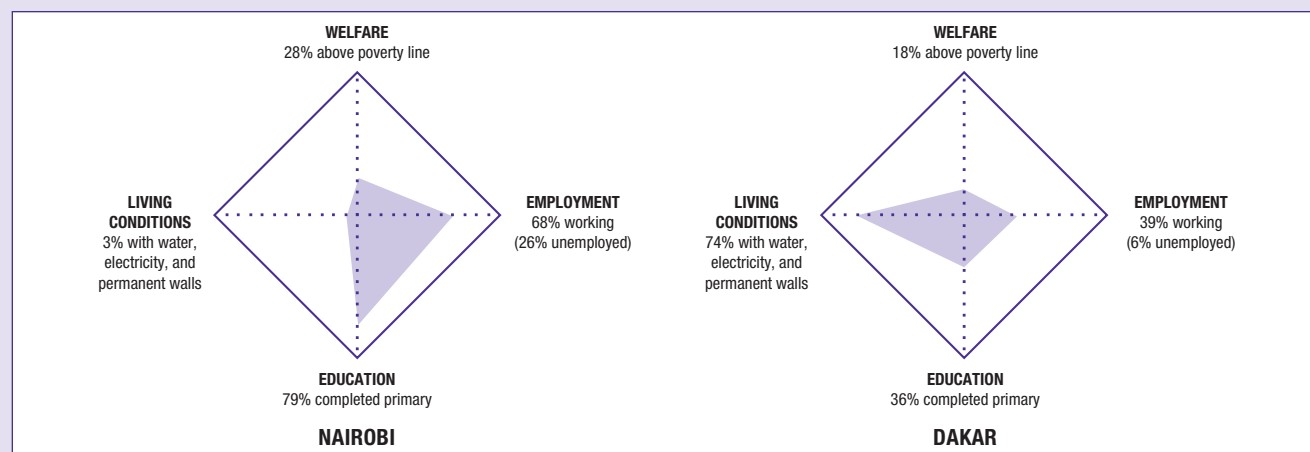 WELFARE
28% above poverty line
LIVING
CONDITIONS
3% with water,
electricity, and
permanent walls
EMPLOYMENT
68% working
(26% unemployed)
EDUCATION
79% completed primary
NAIROBI
WELFARE
18% above poverty line
LIVING
CONDITIONS
74% with water,
electricity, and
permanent walls
EMPLOYMENT
39% working
(6% unemployed)
EDUCATION
36% completed primary
DAKAR